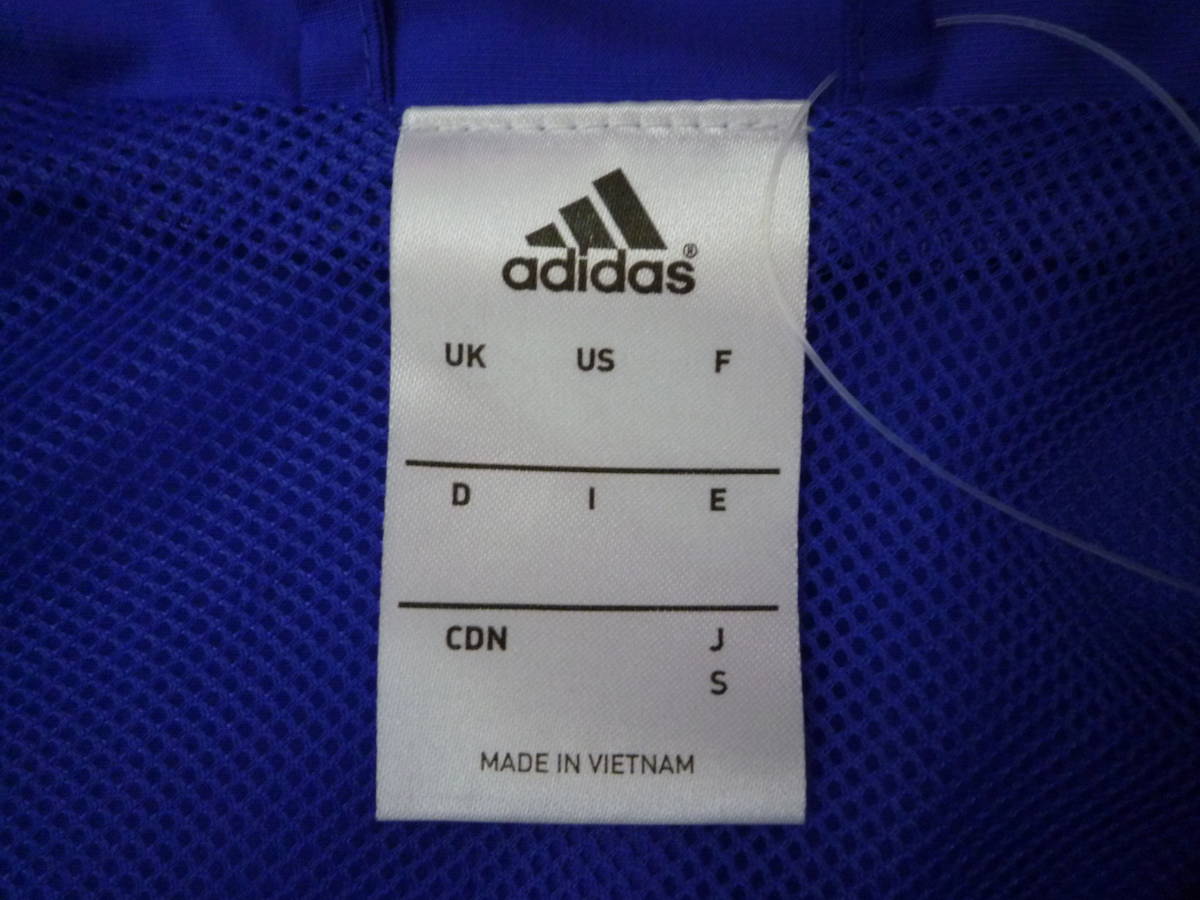 adidas®
UK US F
D I E
CDN J
S
MADE IN VIETNAM